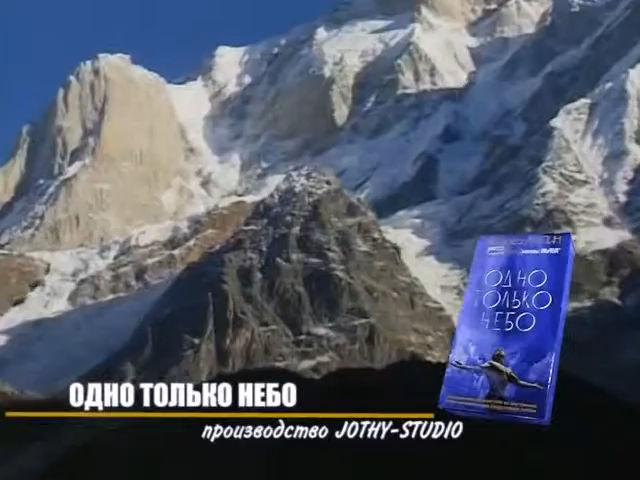 ОДНО
ТОЛЬКО
НЕБО
ОДНО ТОЛЬКО НЕБО
производство JOTHY-STUDIO